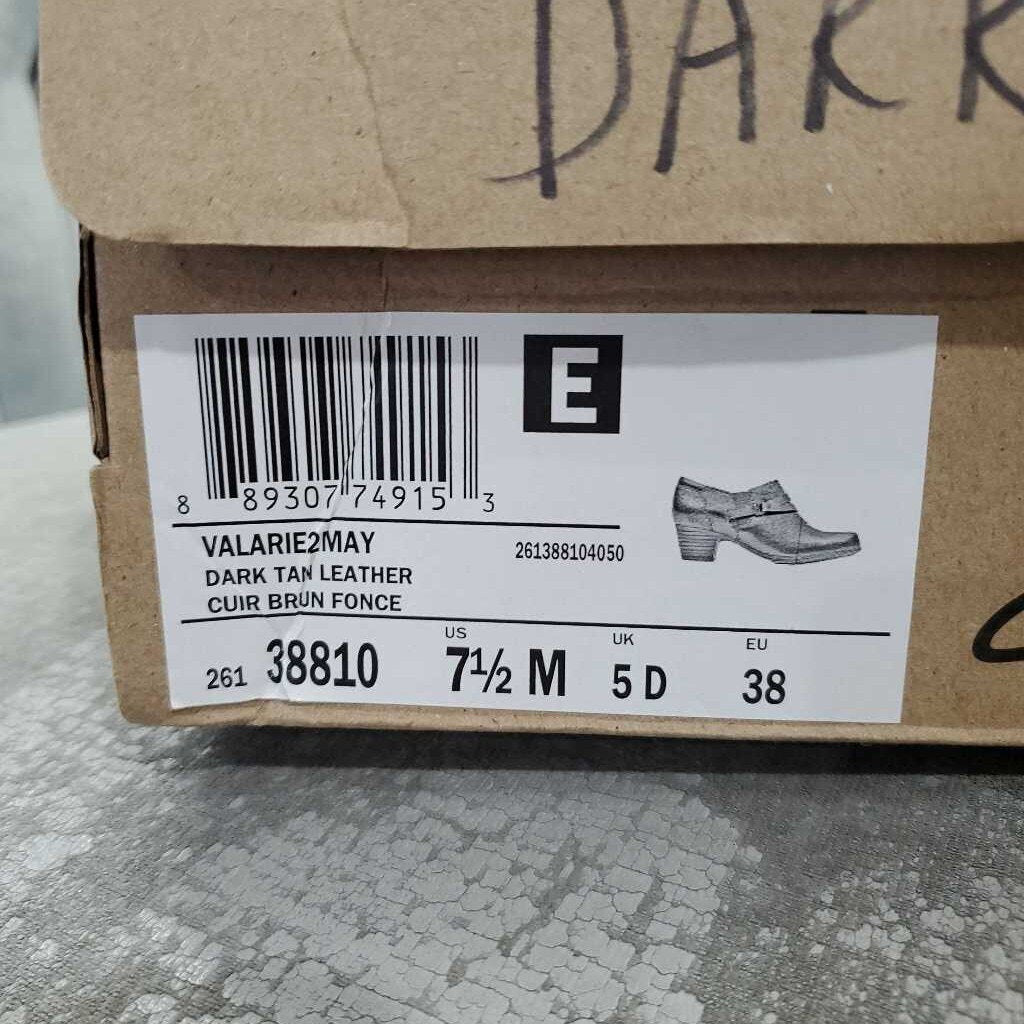 DARK
E
8 89307 74915 3
VALARIE2MAY 261388104050
DARK TAN LEATHER
CUIR BRUN FONCE
US UK EU
261 38810 7½ M 5 D 38